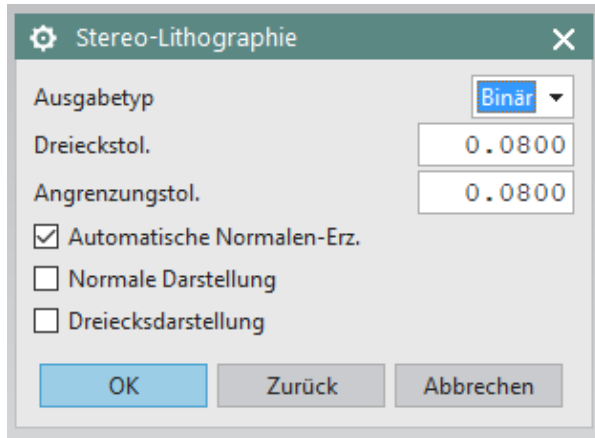 Stereo-Lithographie
Ausgabetyp Binär
Dreieckstol. 0.0800
Angrenzungstol. 0.0800
Automatische Normalen-Erz.
Normale Darstellung
Dreiecksdarstellung
OK Zurück Abbrechen